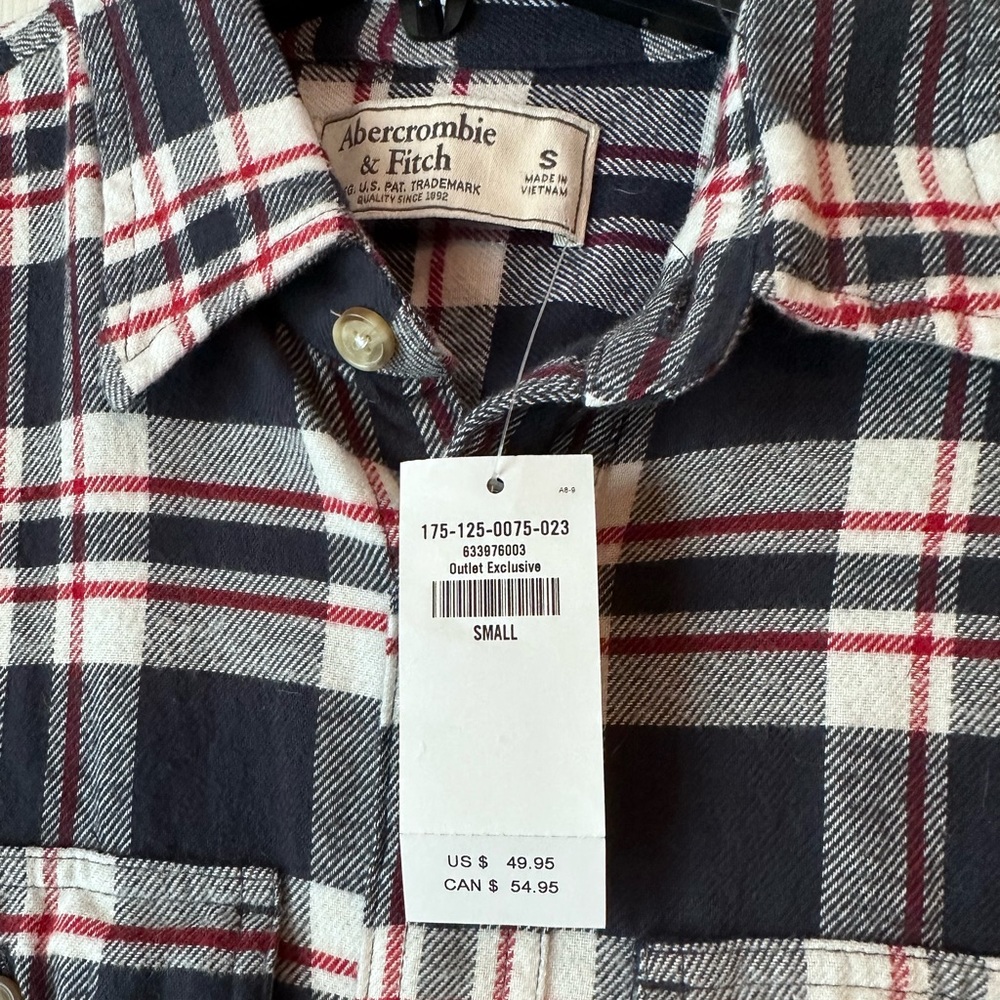 Abercrombie
& Fitch
U.S. PAT. TRADEMARK
QUALITY SINCE 1892
S
MADE IN
VIETNAM
A8-9
175-125-0075-023
633976003
Outlet Exclusive
SMALL
US $ 49.95
CAN $ 54.95